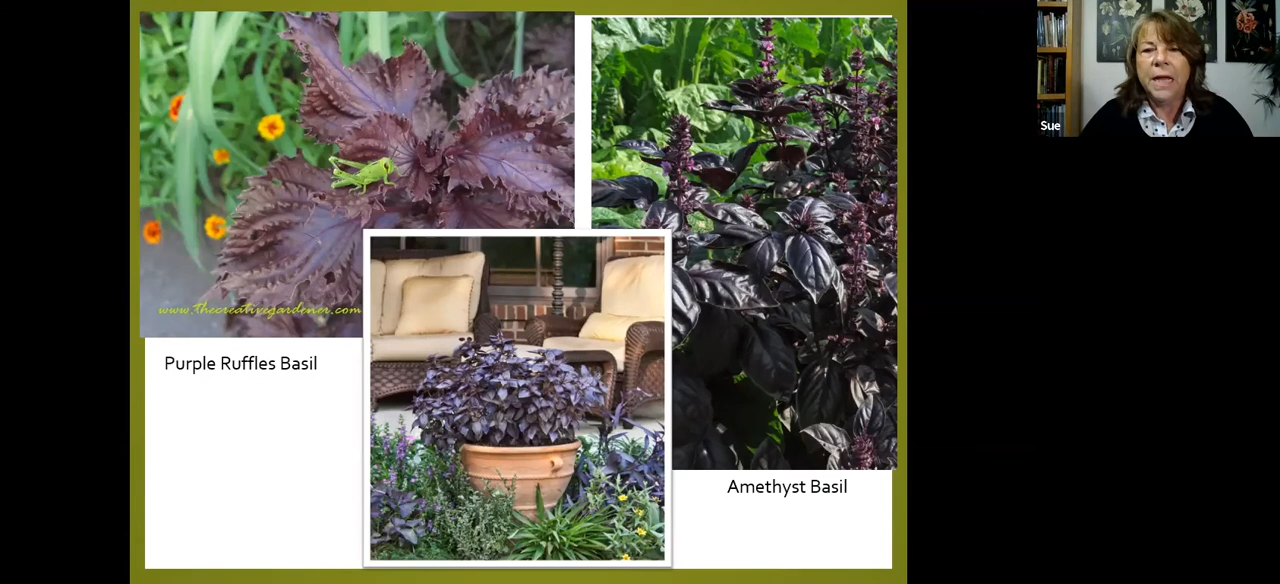 Sue
www.thecreativegardener.com
Purple Ruffles Basil
Amethyst Basil